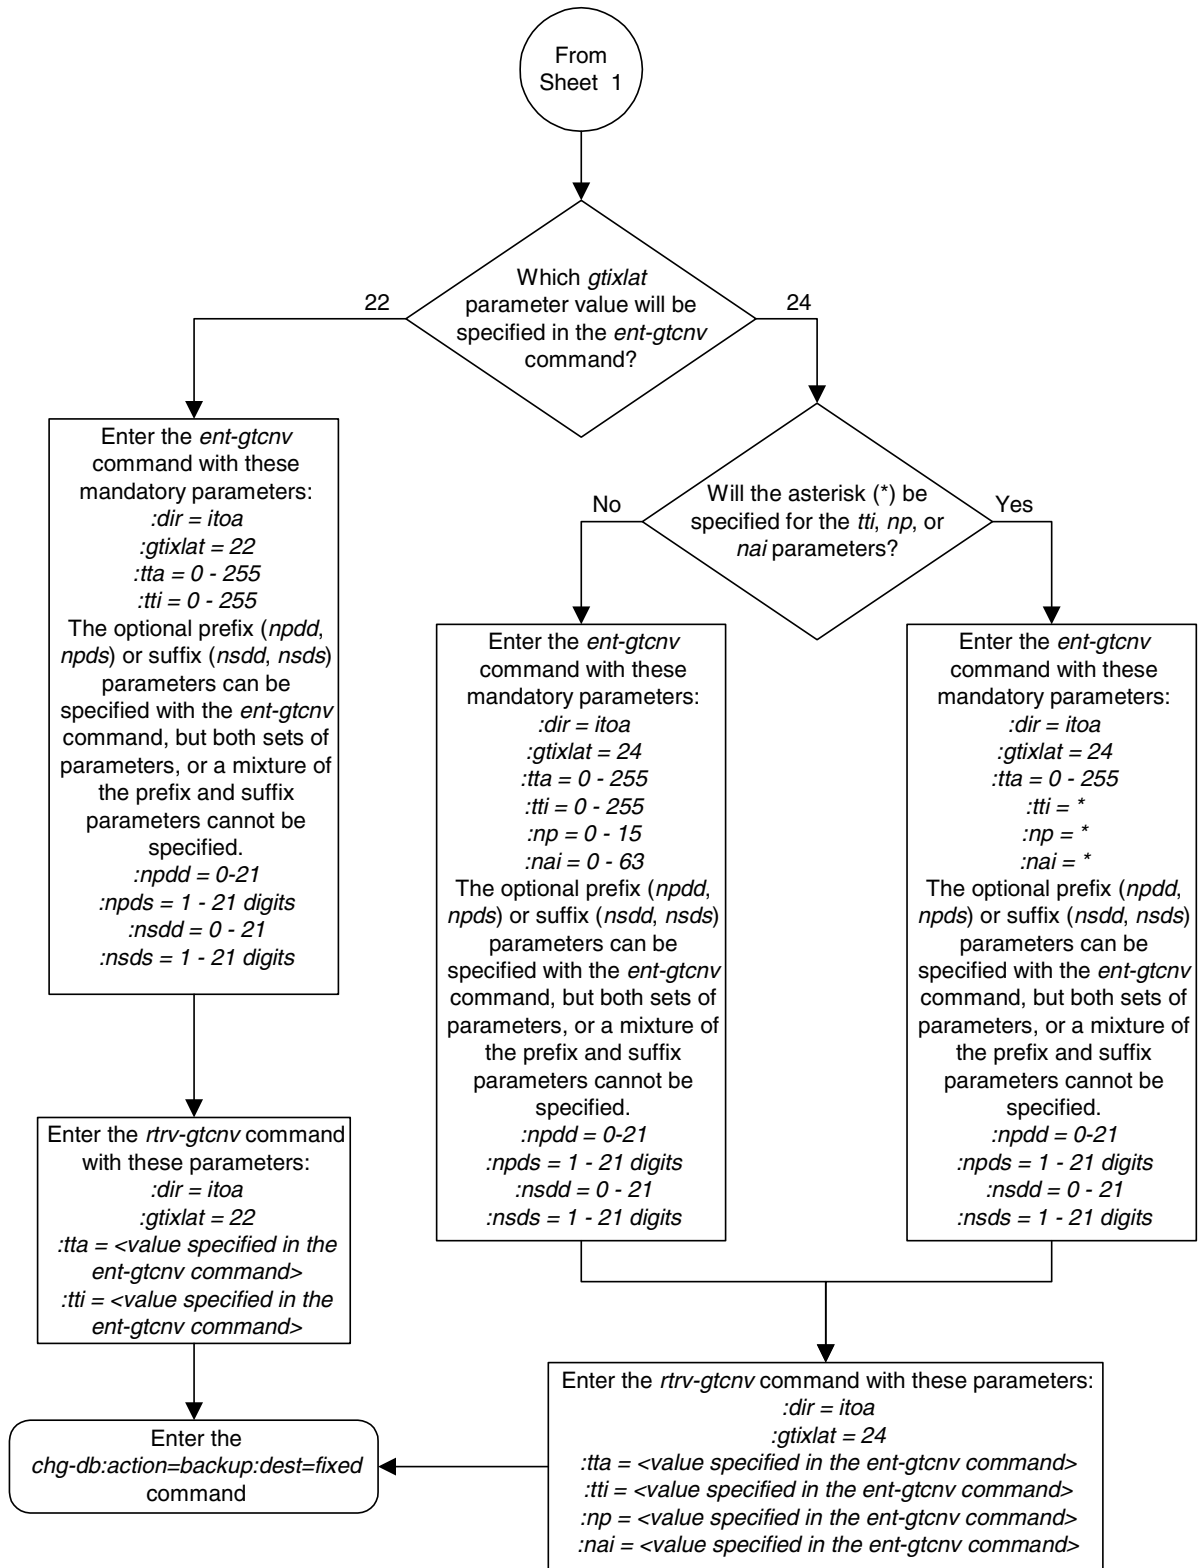 From
Sheet 1
Which gtixlat
parameter value will be
specified in the ent-gtcnv
command?
22
24
Will the asterisk (*) be
specified for the tti, np, or
nai parameters?
No
Yes
Enter the ent-gtcnv
command with these
mandatory parameters:
:dir = itoa
:gtixlat = 22
:tta = 0 - 255
:tti = 0 - 255
The optional prefix (npdd,
npds) or suffix (nsdd, nsds)
parameters can be
specified with the ent-gtcnv
command, but both sets of
parameters, or a mixture of
the prefix and suffix
parameters cannot be
specified.
:npdd = 0-21
:npds = 1 - 21 digits
:nsdd = 0 - 21
:nsds = 1 - 21 digits
Enter the ent-gtcnv
command with these
mandatory parameters:
:dir = itoa
:gtixlat = 24
:tta = 0 - 255
:tti = 0 - 255
:np = 0 - 15
:nai = 0 - 63
The optional prefix (npdd,
npds) or suffix (nsdd, nsds)
parameters can be
specified with the ent-gtcnv
command, but both sets of
parameters, or a mixture of
the prefix and suffix
parameters cannot be
specified.
:npdd = 0-21
:npds = 1 - 21 digits
:nsdd = 0 - 21
:nsds = 1 - 21 digits
Enter the ent-gtcnv
command with these
mandatory parameters:
:dir = itoa
:gtixlat = 24
:tta = 0 - 255
:tti = *
:np = *
:nai = *
The optional prefix (npdd,
npds) or suffix (nsdd, nsds)
parameters can be
specified with the ent-gtcnv
command, but both sets of
parameters, or a mixture of
the prefix and suffix
parameters cannot be
specified.
:npdd = 0-21
:npds = 1 - 21 digits
:nsdd = 0 - 21
:nsds = 1 - 21 digits
Enter the rtrv-gtcnv command
with these parameters:
:dir = itoa
:gtixlat = 22
:tta = <value specified in the
ent-gtcnv command>
:tti = <value specified in the
ent-gtcnv command>
Enter the rtrv-gtcnv command with these parameters:
:dir = itoa
:gtixlat = 24
:tta = <value specified in the ent-gtcnv command>
:tti = <value specified in the ent-gtcnv command>
:np = <value specified in the ent-gtcnv command>
:nai = <value specified in the ent-gtcnv command>
Enter the
chg-db:action=backup:dest=fixed
command